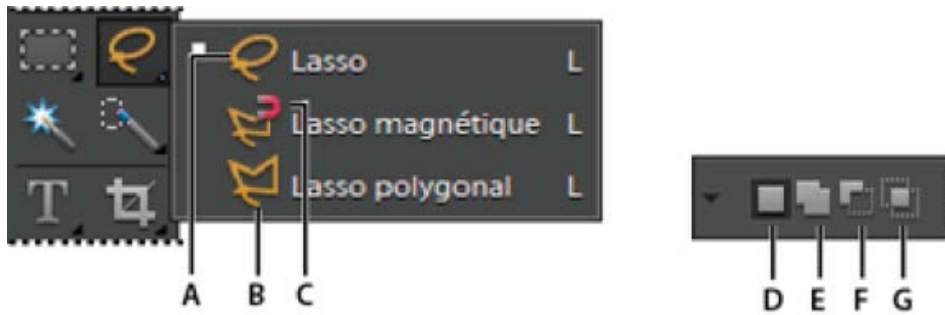 Lasso L
Lasso magnétique L
Lasso polygonal L
T
A B C
D E F G